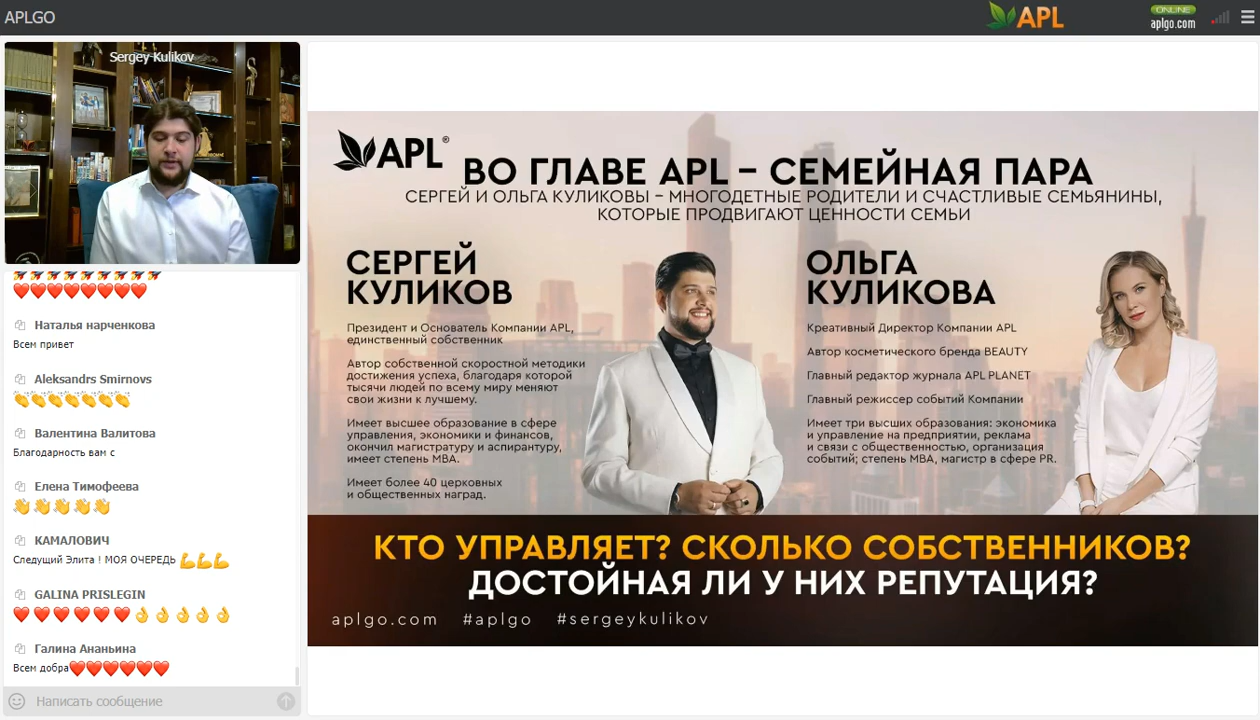 APLGO
APL
ONLINE
aplgo.com
Sergey Kulikov
Наталья нарченкова
Всем привет
Aleksandrs Smirnovs
Валентина Валитова
Благодарность вам с
Елена Тимофеева
КАМАЛОВИЧ
Следущий Элита ! МОЯ ОЧЕРЕДЬ
GALINA PRISLEGIN
Галина Ананьина
Всем добра
Написать сообщение
APL®
ВО ГЛАВЕ APL – СЕМЕЙНАЯ ПАРА
СЕРГЕЙ И ОЛЬГА КУЛИКОВЫ – МНОГОДЕТНЫЕ РОДИТЕЛИ И СЧАСТЛИВЫЕ СЕМЬЯНИНЫ,
КОТОРЫЕ ПРОДВИГАЮТ ЦЕННОСТИ СЕМЬИ
СЕРГЕЙ
КУЛИКОВ
Президент и Основатель Компании APL,
единственный собственник
Автор собственной скоростной методики
достижения успеха, благодаря которой
тысячи людей по всему миру меняют
свои жизни к лучшему.
Имеет высшее образование в сфере
управления, экономики и финансов,
окончил магистратуру и аспирантуру,
имеет степень MBA.
Имеет более 40 церковных
и общественных наград.
ОЛЬГА
КУЛИКОВА
Креативный Директор Компании APL
Автор косметического бренда BEAUTY
Главный редактор журнала APL PLANET
Главный режиссер событий Компании
Имеет три высших образования: экономика
и управление на предприятии, реклама
и связи с общественностью, организация
событий; степень MBA, магистр в сфере PR.
КТО УПРАВЛЯЕТ? СКОЛЬКО СОБСТВЕННИКОВ?
ДОСТОЙНАЯ ЛИ У НИХ РЕПУТАЦИЯ?
aplgo.com #aplgo #sergeykulikov